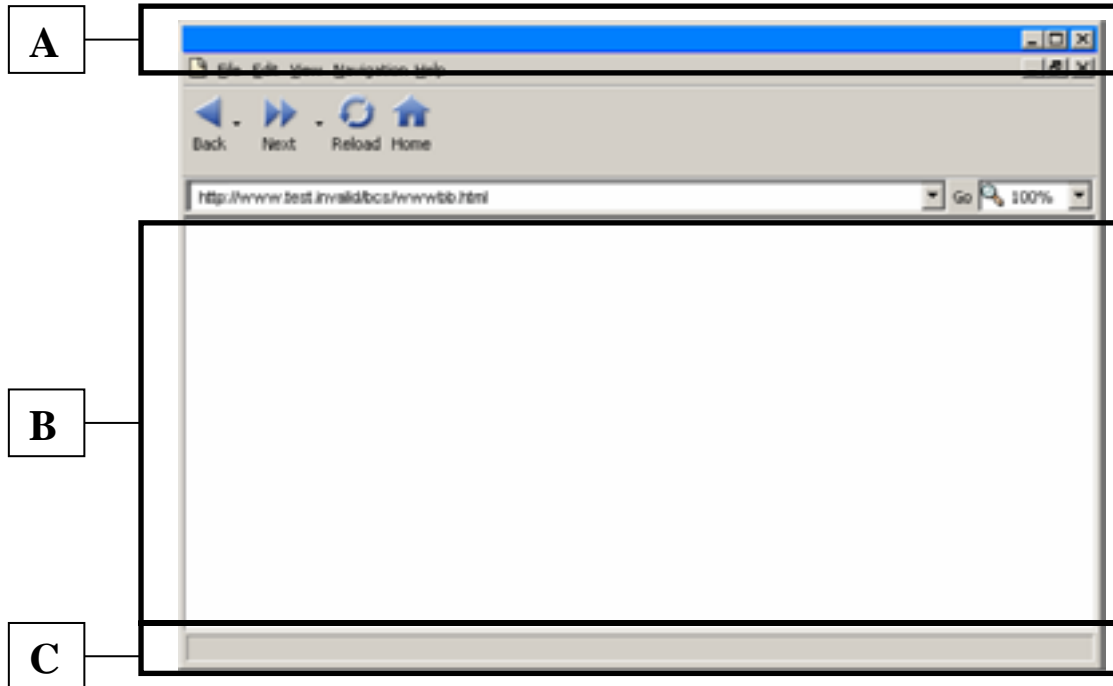 A
File Edit View Navigation Help
Back Next Reload Home
http://www.test.invalid/bcs/wwwbb.html Go 100%
B
C